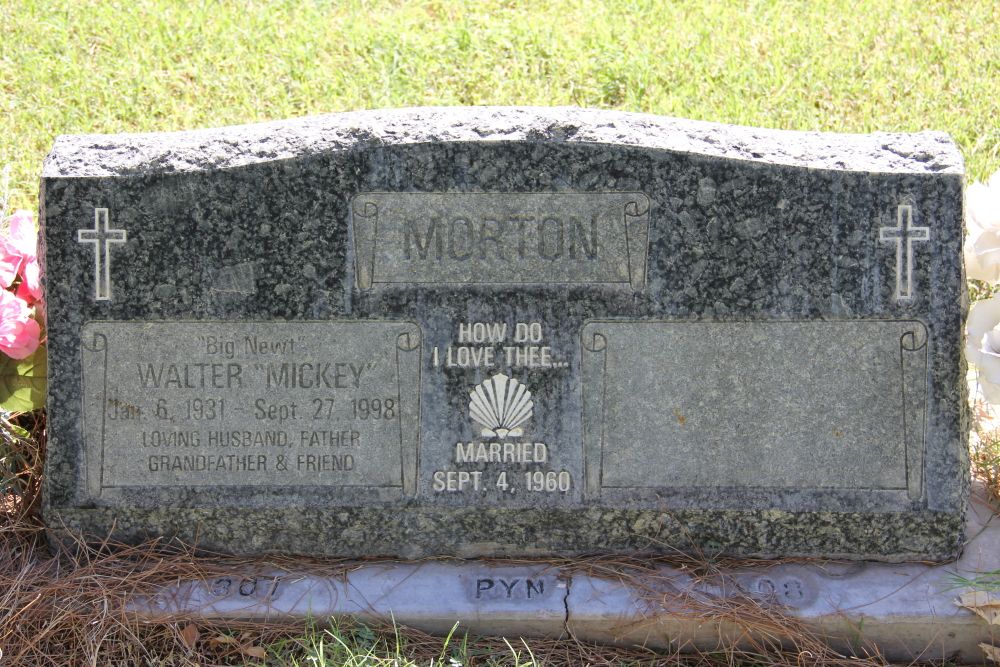 MORTON
"Big Newt"
WALTER "MICKEY"
Jan. 6, 1931 - Sept. 27, 1998
LOVING HUSBAND, FATHER
GRANDFATHER & FRIEND
HOW DO
I LOVE THEE...
MARRIED
SEPT. 4, 1960
PYN